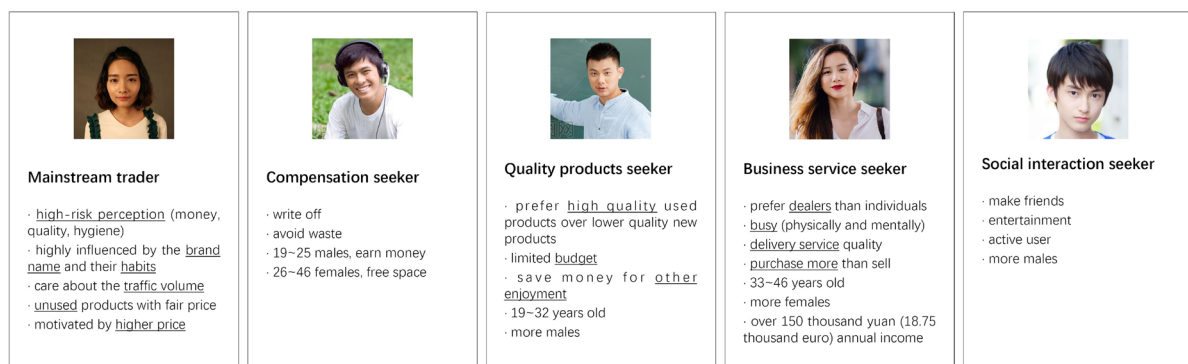 Mainstream trader
· high-risk perception (money,
quality, hygiene)
· highly influenced by the brand
name and their habits
· care about the traffic volume
· unused products with fair price
· motivated by higher price
Compensation seeker
· write off
· avoid waste
· 19~25 males, earn money
· 26~46 females, free space
Quality products seeker
· prefer high quality used
products over lower quality new
products
· limited budget
· save money for other
enjoyment
· 19~32 years old
· more males
Business service seeker
· prefer dealers than individuals
· busy (physically and mentally)
· delivery service quality
· purchase more than sell
· 33~46 years old
· more females
· over 150 thousand yuan (18.75
thousand euro) annual income
Social interaction seeker
· make friends
· entertainment
· active user
· more males